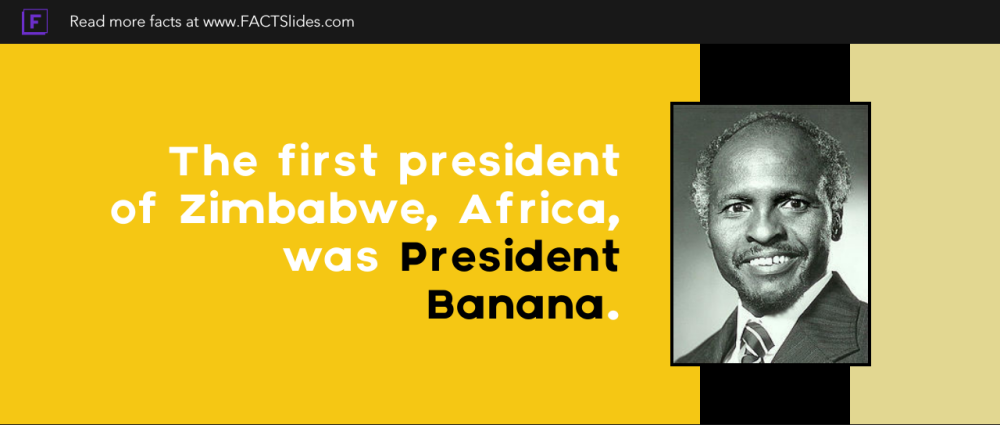 F
Read more facts at www.FACTSlides.com
The first president
of Zimbabwe, Africa,
was President
Banana.